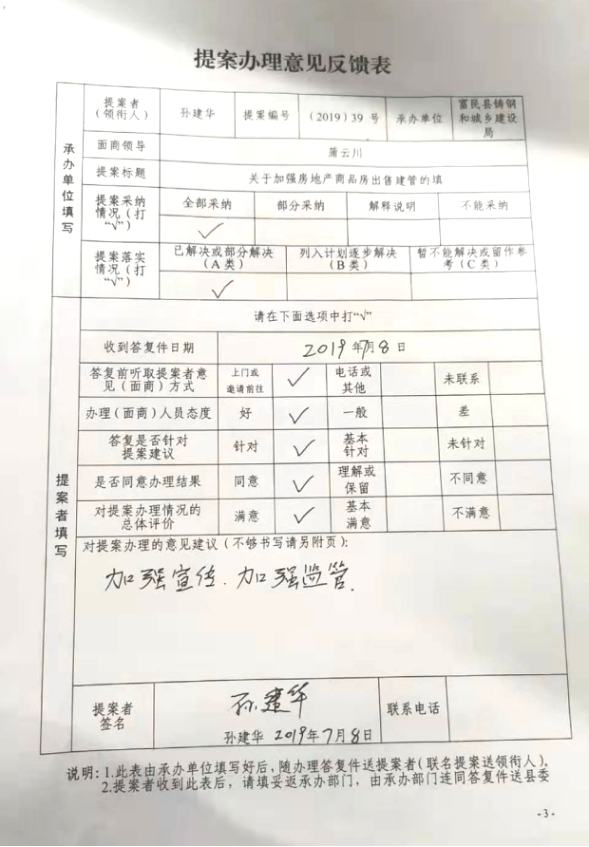 提案办理意见反馈表
提案者
(领衔人)
孙建华
提案编号
(2019)39 号
承办单位
富民县铸钢
和城乡建设
局
承办单位填写
面商领导
蒲云川
提案标题
关于加强房地产商品房出售建管的填
提案采纳
情况(打
“√”)
全部采纳
部分采纳
解释说明
不能采纳
✓
提案落实
情况(打
“√”)
已解决或部分解决
(A 类)
列入计划逐步解决
(B 类)
暂不能解决或留作参
考(C 类)
✓
提案者填写
请在下面选项中打“√”
收到答复件日期
2019年7月8日
答复前听取提案者意
见(面商)方式
上门或
邀请前往
✓
电话或
其他
未联系
办理(面商)人员态度
好
✓
一般
差
答复是否针对
提案建议
针对
✓
基本
针对
未针对
是否同意办理结果
同意
✓
理解或
保留
不同意
对提案办理情况的
总体评价
满意
✓
基本
满意
不满意
对提案办理的意见建议(不够书写请另附页):
加强宣传.加强监管.
提案者
签名
孙建华
孙建华 2019年7月8日
联系电话
说明:1.此表由承办单位填写好后,随办理答复件送提案者(联名提案送领衔人)。
2.提案者收到此表后,请填妥返承办部门,由承办部门连同答复件送县委
-3-